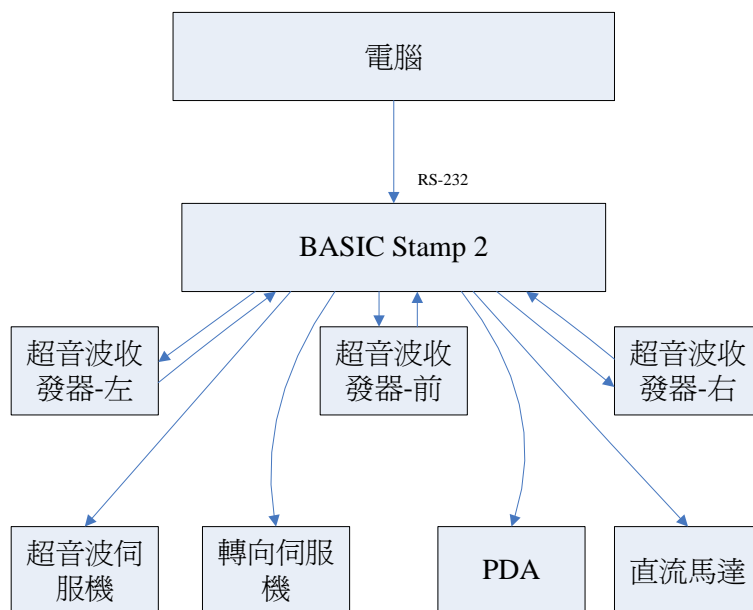 電腦
RS-232
BASIC Stamp 2
超音波收
發器-左
超音波收
發器-前
超音波收
發器-右
超音波伺
服機
轉向伺服
機
PDA
直流馬達